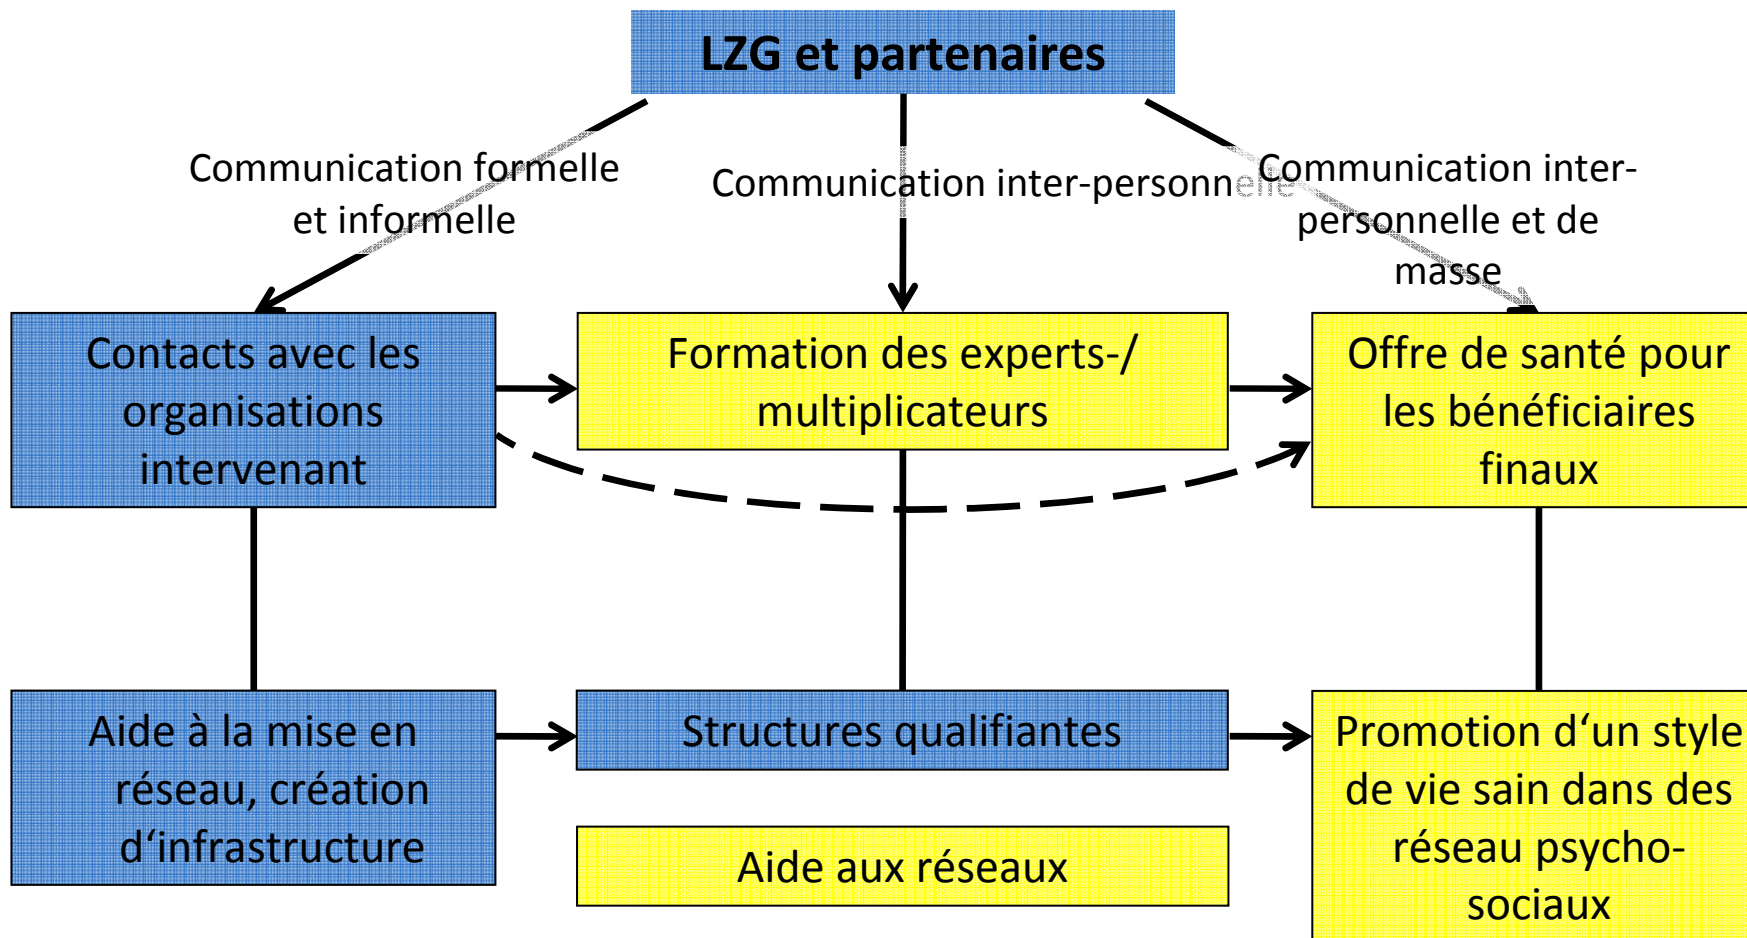 LZG et partenaires
Communication formelle
et informelle
Communication inter-personnelle
Communication inter-
personnelle et de
masse
Contacts avec les
organisations
intervenant
Formation des experts-/
multiplicateurs
Offre de santé pour
les bénéficiaires
finaux
Aide à la mise en
réseau, création
d‘infrastructure
Structures qualifiantes
Aide aux réseaux
Promotion d‘un style
de vie sain dans des
réseau psycho-
sociaux